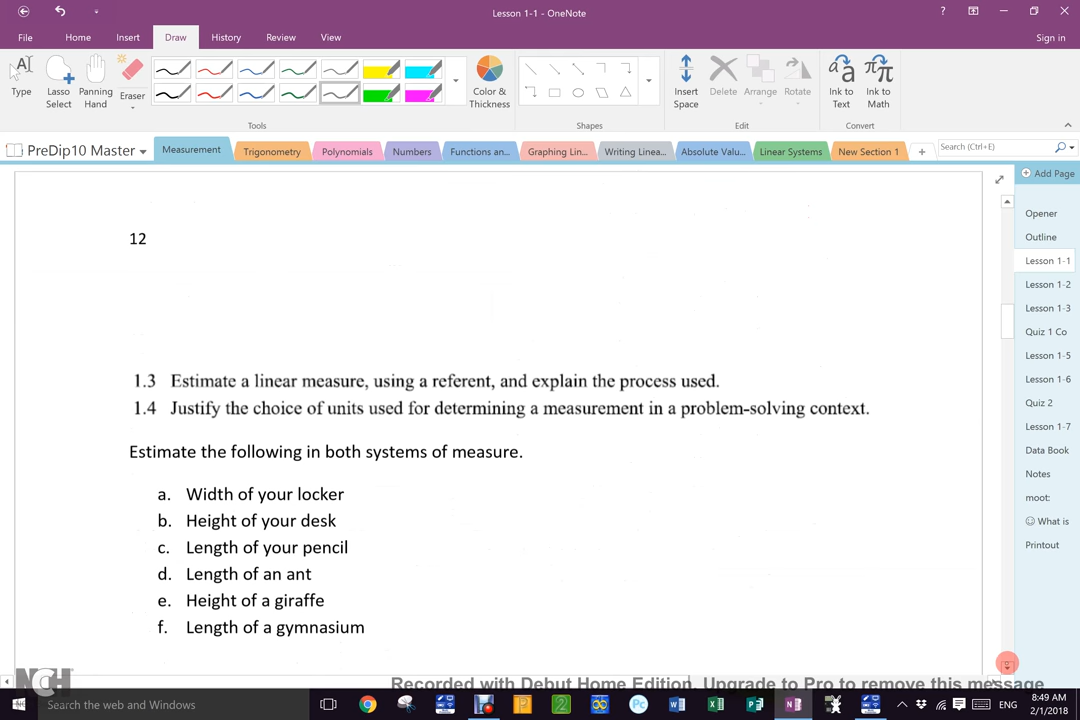 Lesson 1-1 - OneNote
?
Sign in
File
Home
Insert
Draw
History
Review
View
Type
Lasso Select
Panning Hand
Eraser
Color & Thickness
Insert Space
Delete
Arrange
Rotate
Ink to Text
Ink to Math
Tools
Shapes
Edit
Convert
PreDip10 Master
Measurement
Trigonometry
Polynomials
Numbers
Functions an...
Graphing Lin...
Writing Linea...
Absolute Valu...
Linear Systems
New Section 1
Search (Ctrl+E)
Add Page
Opener
Outline
Lesson 1-1
Lesson 1-2
Lesson 1-3
Quiz 1 Co
Lesson 1-5
Lesson 1-6
Quiz 2
Lesson 1-7
Data Book
Notes
moot:
What is
Printout
12
1.3 Estimate a linear measure, using a referent, and explain the process used.
1.4 Justify the choice of units used for determining a measurement in a problem-solving context.
Estimate the following in both systems of measure.
a. Width of your locker
b. Height of your desk
c. Length of your pencil
d. Length of an ant
e. Height of a giraffe
f. Length of a gymnasium
NCH
Recorded with Debut Home Edition. Upgrade to Pro to remove this message
Search the web and Windows
ENG
8:49 AM
2/1/2018